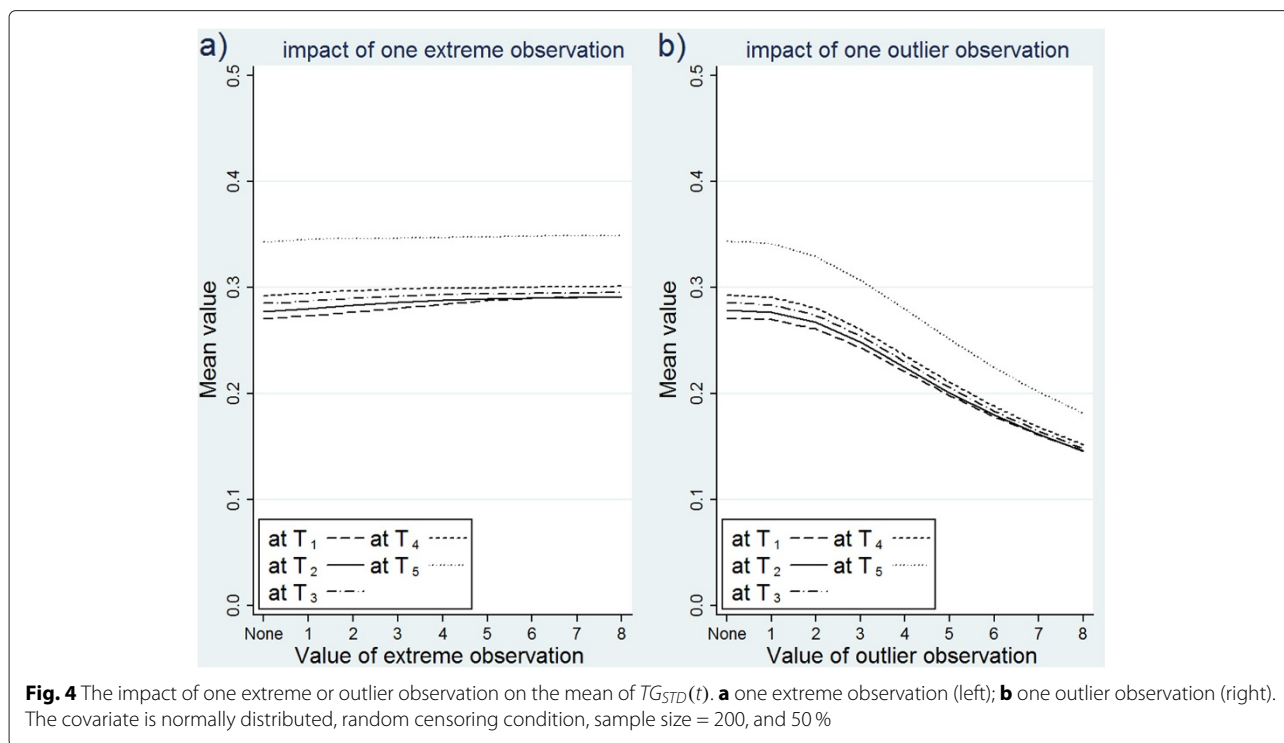 a) impact of one extreme observation
0.5
0.4
0.3
0.2
0.1
0.0
Mean value
at T1 at T4
at T2 at T5
at T3
None 1 2 3 4 5 6 7 8
Value of extreme observation
b) impact of one outlier observation
0.5
0.4
0.3
0.2
0.1
0.0
Mean value
at T1 at T4
at T2 at T5
at T3
None 1 2 3 4 5 6 7 8
Value of outlier observation
Fig. 4 The impact of one extreme or outlier observation on the mean of TG_STD(t). a one extreme observation (left); b one outlier observation (right).
The covariate is normally distributed, random censoring condition, sample size = 200, and 50 %